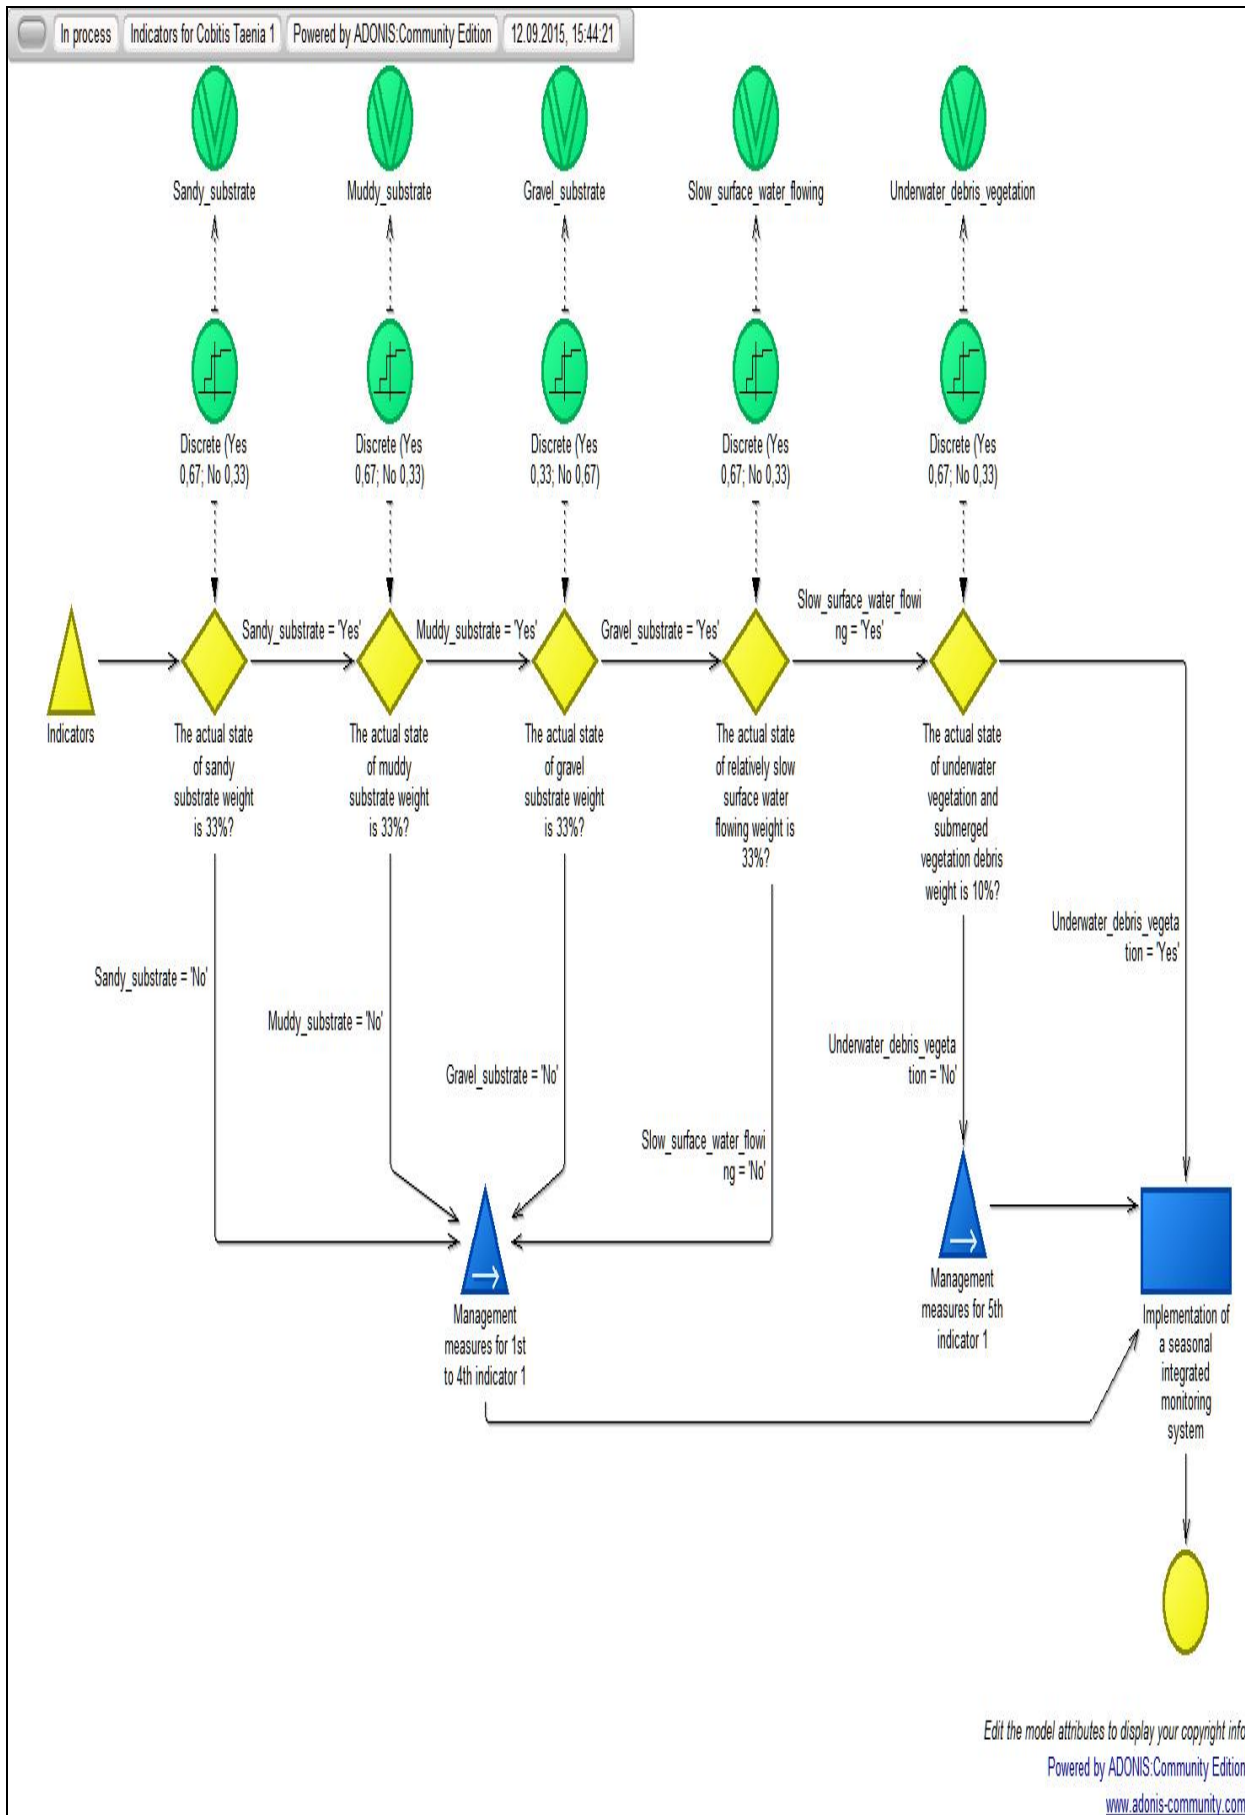 In process
Indicators for Cobitis Taenia 1
Powered by ADONIS:Community Edition
12.09.2015, 15:44:21
Sandy_substrate
Muddy_substrate
Gravel_substrate
Slow_surface_water_flowing
Underwater_debris_vegetation
Discrete (Yes
0,67; No 0,33)
Discrete (Yes
0,67; No 0,33)
Discrete (Yes
0,33; No 0,67)
Discrete (Yes
0,67; No 0,33)
Discrete (Yes
0,67; No 0,33)
Sandy_substrate = 'Yes'
Muddy_substrate = 'Yes'
Gravel_substrate = 'Yes'
Slow_surface_water_flowi
ng = 'Yes'
Indicators
The actual state
of sandy
substrate weight
is 33%?
The actual state
of muddy
substrate weight
is 33%?
The actual state
of gravel
substrate weight
is 33%?
The actual state
of relatively slow
surface water
flowing weight is
33%?
The actual state
of underwater
vegetation and
submerged
vegetation debris
weight is 10%?
Underwater_debris_vegeta
tion = 'Yes'
Sandy_substrate = 'No'
Muddy_substrate = 'No'
Gravel_substrate = 'No'
Slow_surface_water_flowi
ng = 'No'
Underwater_debris_vegeta
tion = 'No'
Management
measures for 1st
to 4th indicator 1
Management
measures for 5th
indicator 1
Implementation of
a seasonal
integrated
monitoring
system
Edit the model attributes to display your copyright info
Powered by ADONIS:Community Edition
www.adonis-community.com